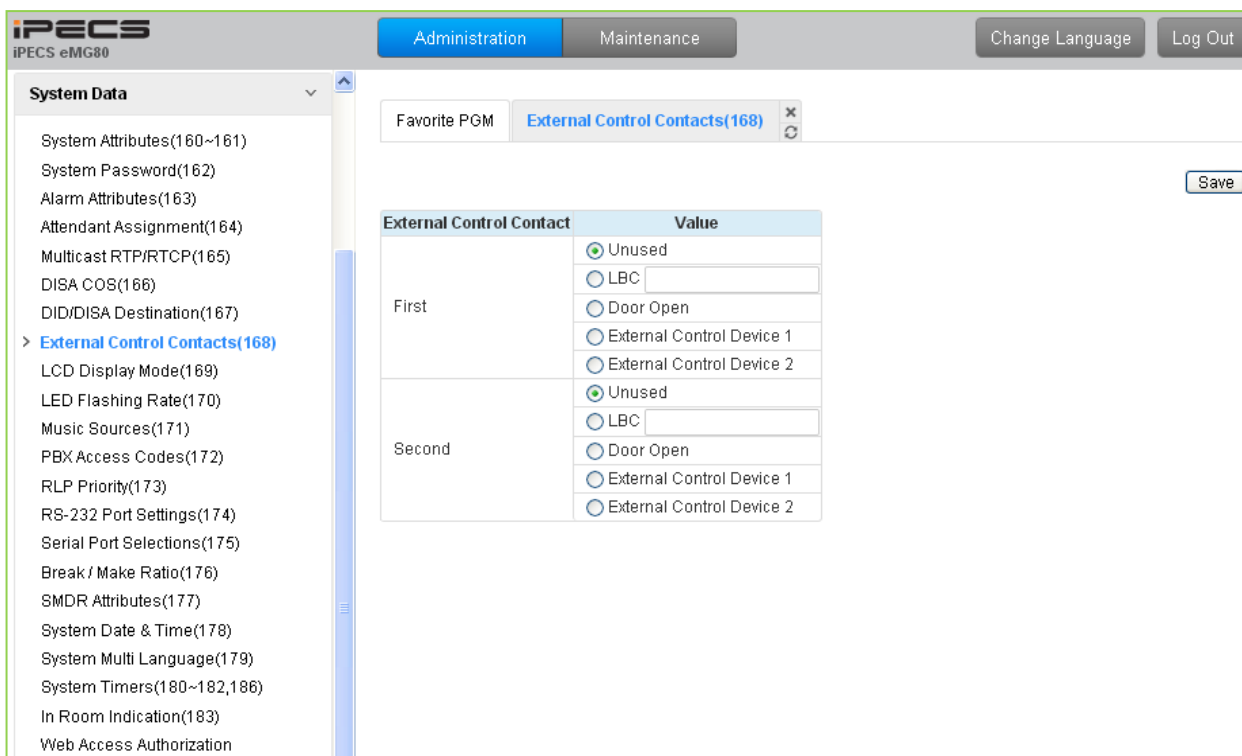 iPECS
iPECS eMG80
Administration
Maintenance
Change Language
Log Out
System Data
System Attributes(160~161)
System Password(162)
Alarm Attributes(163)
Attendant Assignment(164)
Multicast RTP/RTCP(165)
DISA COS(166)
DID/DISA Destination(167)
> External Control Contacts(168)
LCD Display Mode(169)
LED Flashing Rate(170)
Music Sources(171)
PBX Access Codes(172)
RLP Priority(173)
RS-232 Port Settings(174)
Serial Port Selections(175)
Break / Make Ratio(176)
SMDR Attributes(177)
System Date & Time(178)
System Multi Language(179)
System Timers(180~182,186)
In Room Indication(183)
Web Access Authorization
Favorite PGM
External Control Contacts(168)
Save
External Control Contact Value
First
Unused
LBC
Door Open
External Control Device 1
External Control Device 2
Second
Unused
LBC
Door Open
External Control Device 1
External Control Device 2